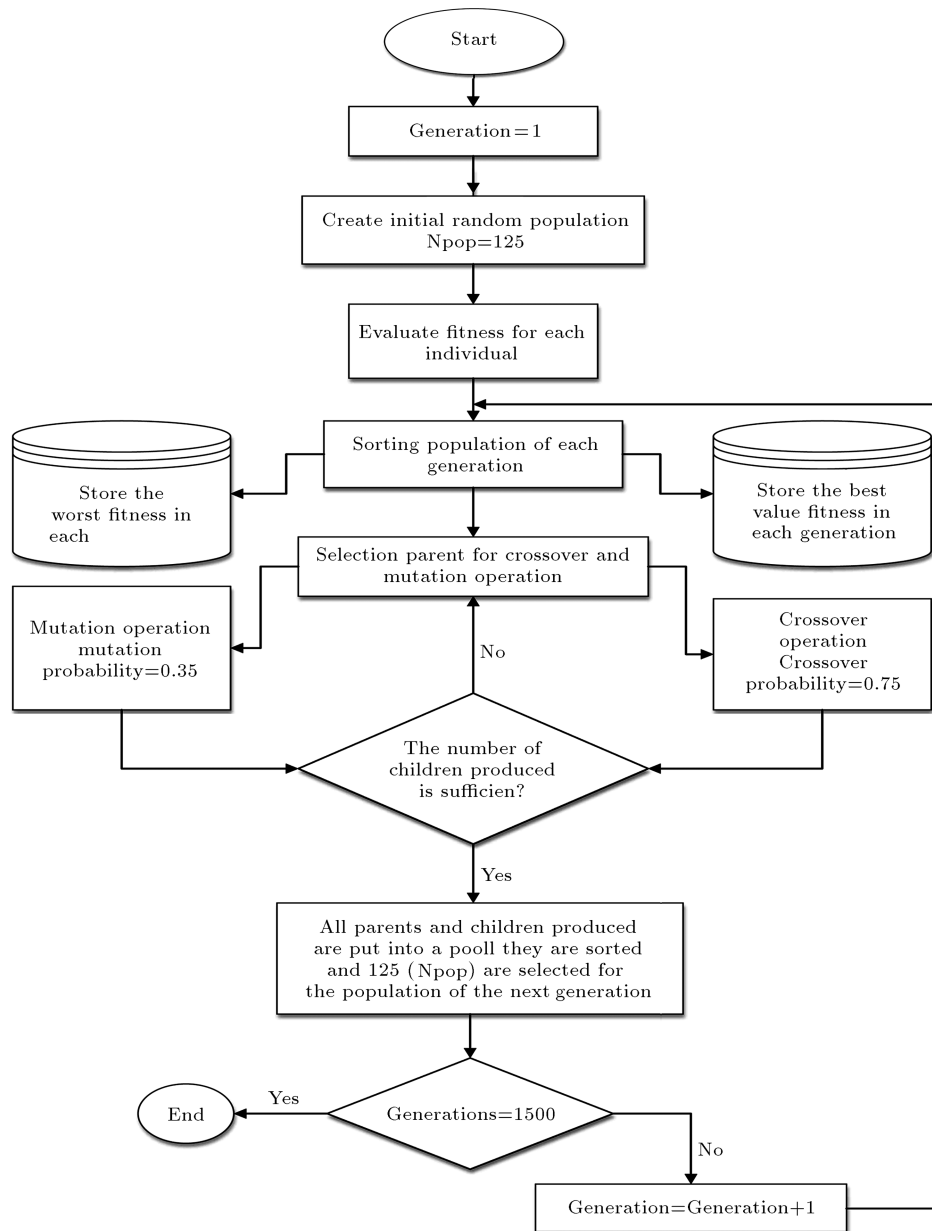 Start
Generation=1
Create initial random population
Npop=125
Evaluate fitness for each
individual
Sorting population of each
generation
Store the
worst fitness in
each
Store the best
value fitness in
each generation
Selection parent for crossover and
mutation operation
Mutation operation
mutation
probability=0.35
Crossover
operation
Crossover
probability=0.75
No
The number of
children produced
is sufficien?
Yes
All parents and children produced
are put into a pooll they are sorted
and 125 (Npop) are selected for
the population of the next generation
Yes
End
Generations=1500
No
Generation=Generation+1